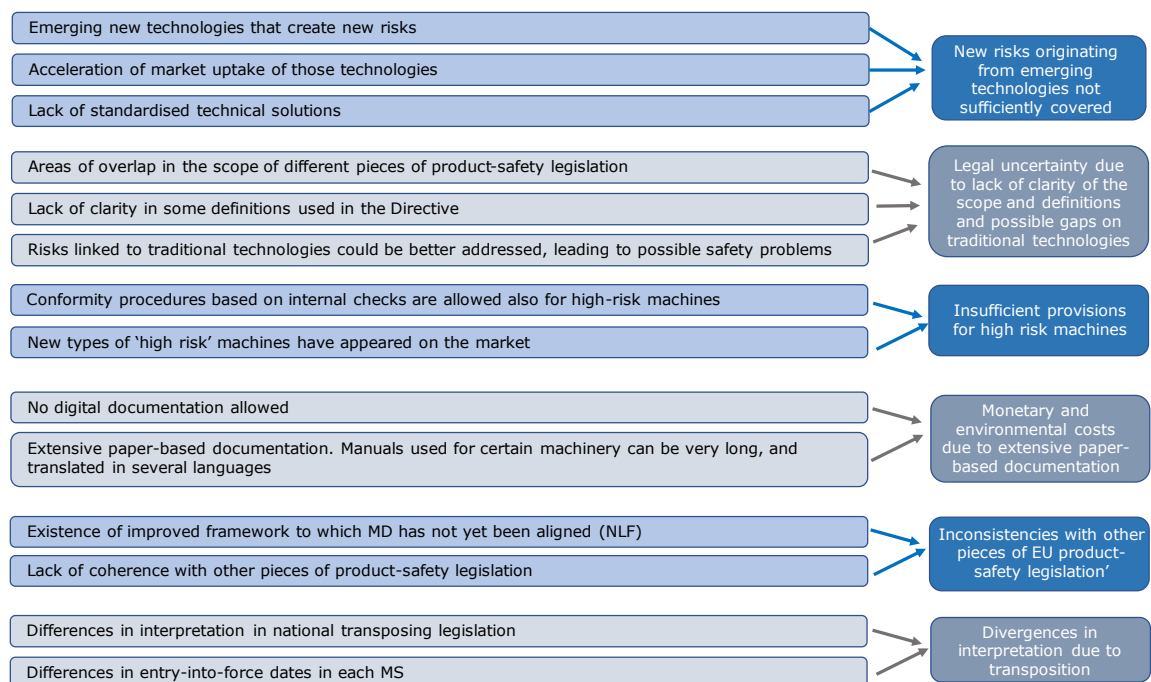 Emerging new technologies that create new risks
Acceleration of market uptake of those technologies
Lack of standardised technical solutions
New risks originating
from emerging
technologies not
sufficiently covered
Areas of overlap in the scope of different pieces of product-safety legislation
Lack of clarity in some definitions used in the Directive
Risks linked to traditional technologies could be better addressed, leading to possible safety problems
Legal uncertainty due
to lack of clarity of the
scope and definitions
and possible gaps on
traditional technologies
Conformity procedures based on internal checks are allowed also for high-risk machines
New types of ‘high risk’ machines have appeared on the market
Insufficient provisions
for high risk machines
No digital documentation allowed
Extensive paper-based documentation. Manuals used for certain machinery can be very long, and
translated in several languages
Monetary and
environmental costs
due to extensive paper-
based documentation
Existence of improved framework to which MD has not yet been aligned (NLF)
Lack of coherence with other pieces of product-safety legislation
Inconsistencies with other
pieces of EU product-
safety legislation’
Differences in interpretation in national transposing legislation
Differences in entry-into-force dates in each MS
Divergences in
interpretation due to
transposition